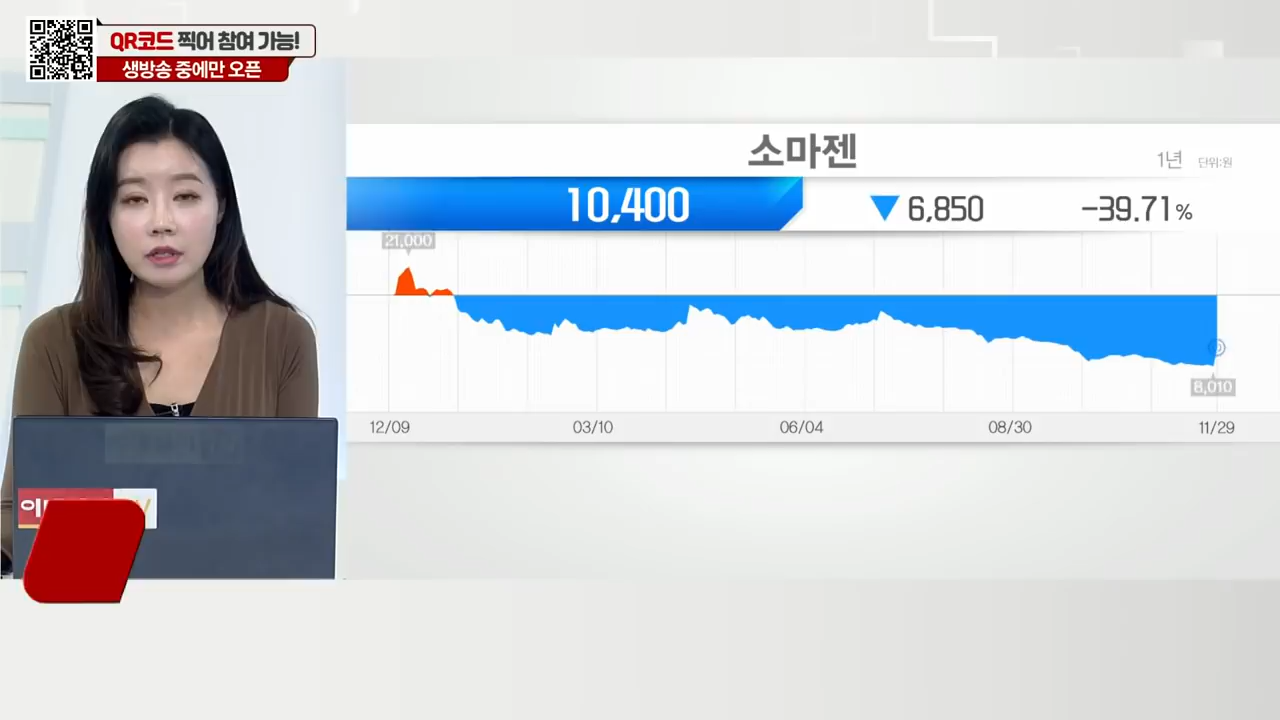 QR코드 찍어 참여 가능!
생방송 중에만 오픈
소마젠
1년 단위:원
10,400 ▼ 6,850 -39.71%
21,000
8,010
12/09 03/10 06/04 08/30 11/29